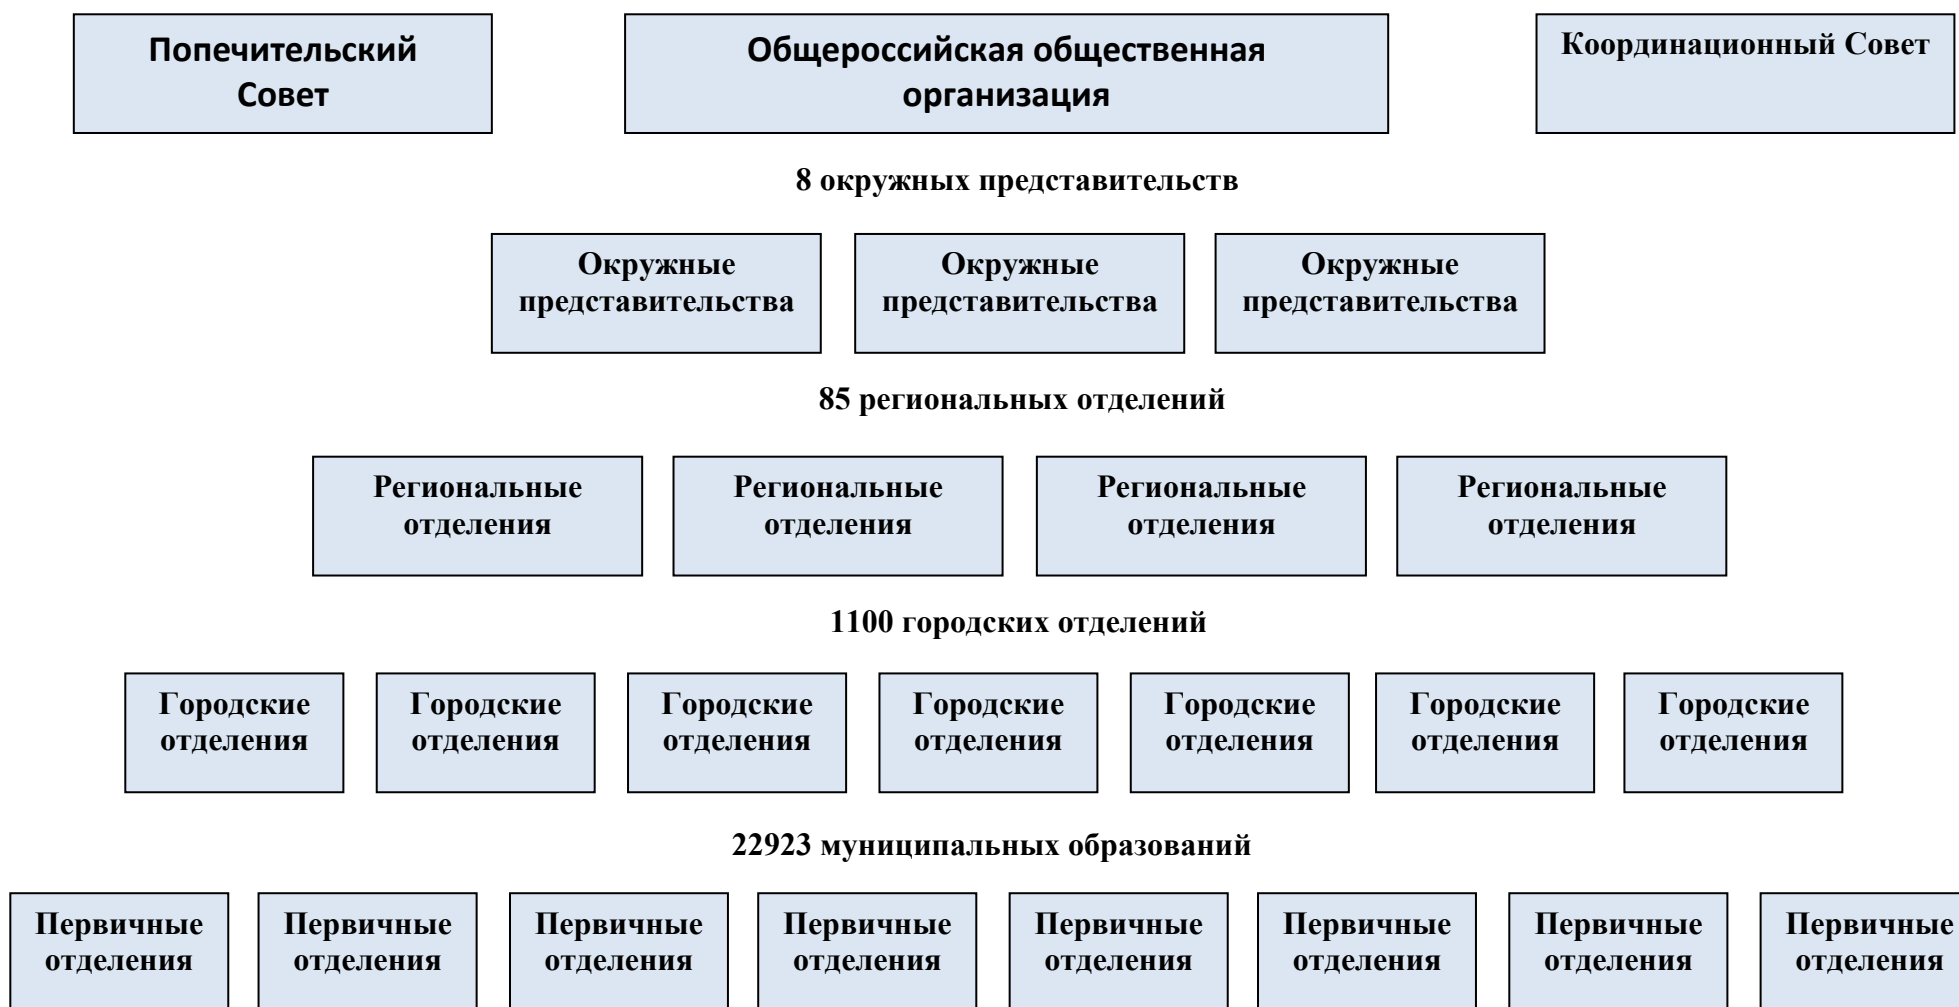 Попечительский
Совет
Общероссийская общественная
организация
Координационный Совет
8 окружных представительств
Окружные
представительства
Окружные
представительства
Окружные
представительства
85 региональных отделений
Региональные
отделения
Региональные
отделения
Региональные
отделения
Региональные
отделения
1100 городских отделений
Городские
отделения
Городские
отделения
Городские
отделения
Городские
отделения
Городские
отделения
Городские
отделения
Городские
отделения
22923 муниципальных образований
Первичные
отделения
Первичные
отделения
Первичные
отделения
Первичные
отделения
Первичные
отделения
Первичные
отделения
Первичные
отделения
Первичные
отделения